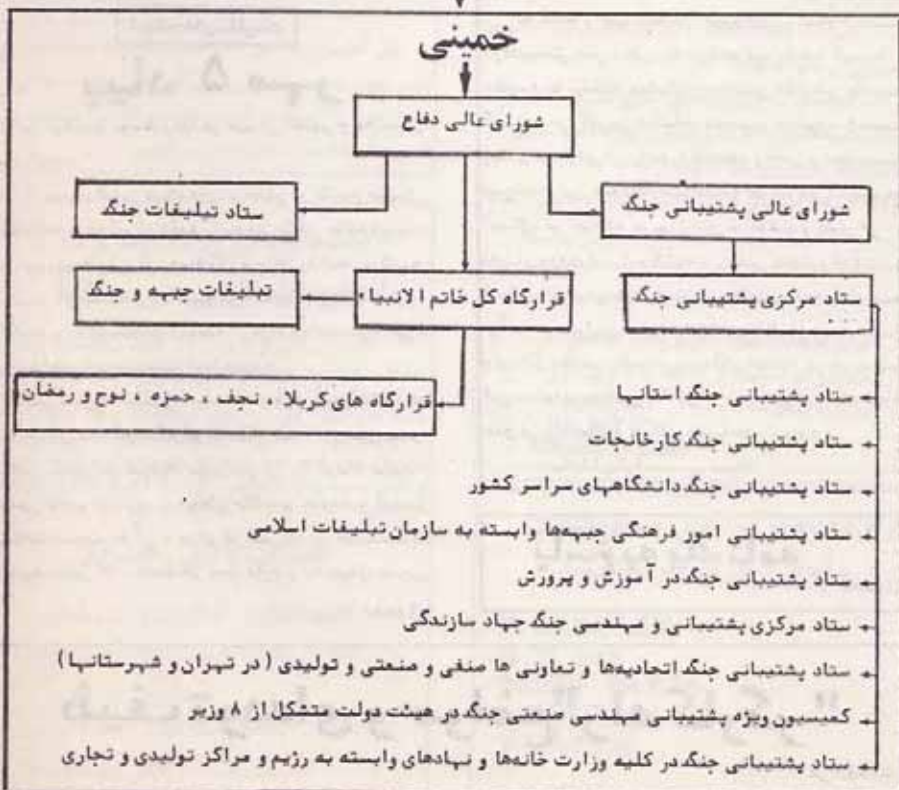 خمینی
شورای عالی دفاع
شورای عالی پشتیبانی جنگ
ستاد تبلیغات جنگ
ستاد مرکزی پشتیبانی جنگ
قرارگاه کل خاتم الانبیاء
تبلیغات جبهه و جنگ
قرارگاه های کربلا ، نجف ، حمزه ، نوح و رمضان
ستاد پشتیبانی جنگ استانها
ستاد پشتیبانی جنگ کارخانجات
ستاد پشتیبانی جنگ دانشگاههای سراسر کشور
ستاد پشتیبانی امور فرهنگی جبهه‌ها وابسته به سازمان تبلیغات اسلامی
ستاد پشتیبانی جنگ در آموزش و پرورش
ستاد مرکزی پشتیبانی و مهندسی جنگ جهاد سازندگی
ستاد پشتیبانی جنگ اتحادیه‌ها و تعاونی ها صنفی و صنعتی و تولیدی ( در تهران و شهرستانها )
کمیسیون ویژه پشتیبانی مهندسی صنعتی جنگ در هیئت دولت متشکل از ۸ وزیر
ستاد پشتیبانی جنگ در کلیه وزارت خانه‌ها و نهادهای وابسته به رژیم و مراکز تولیدی و تجاری